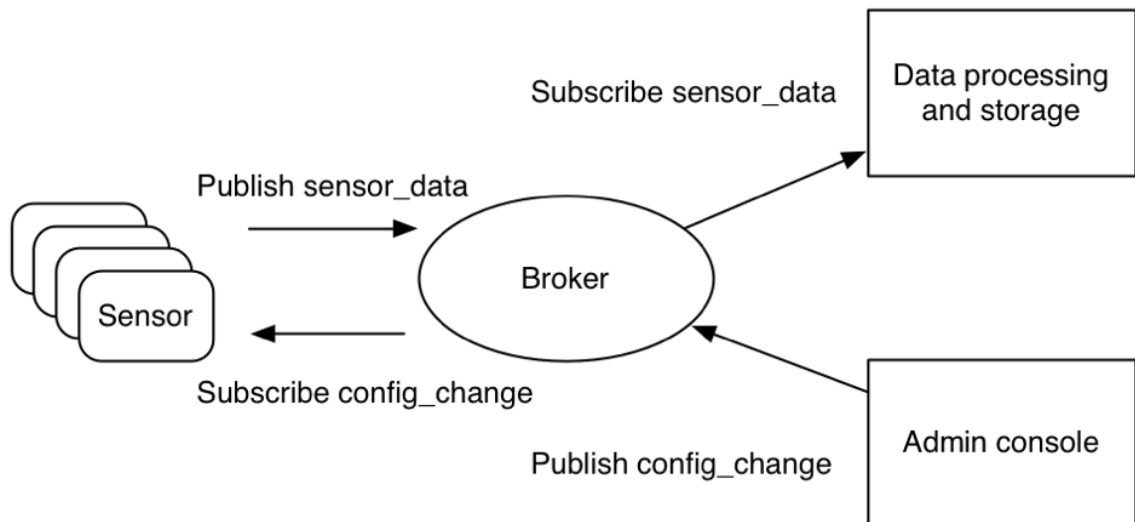 Subscribe sensor_data
Data processing
and storage
Publish sensor_data
Broker
Sensor
Subscribe config_change
Admin console
Publish config_change